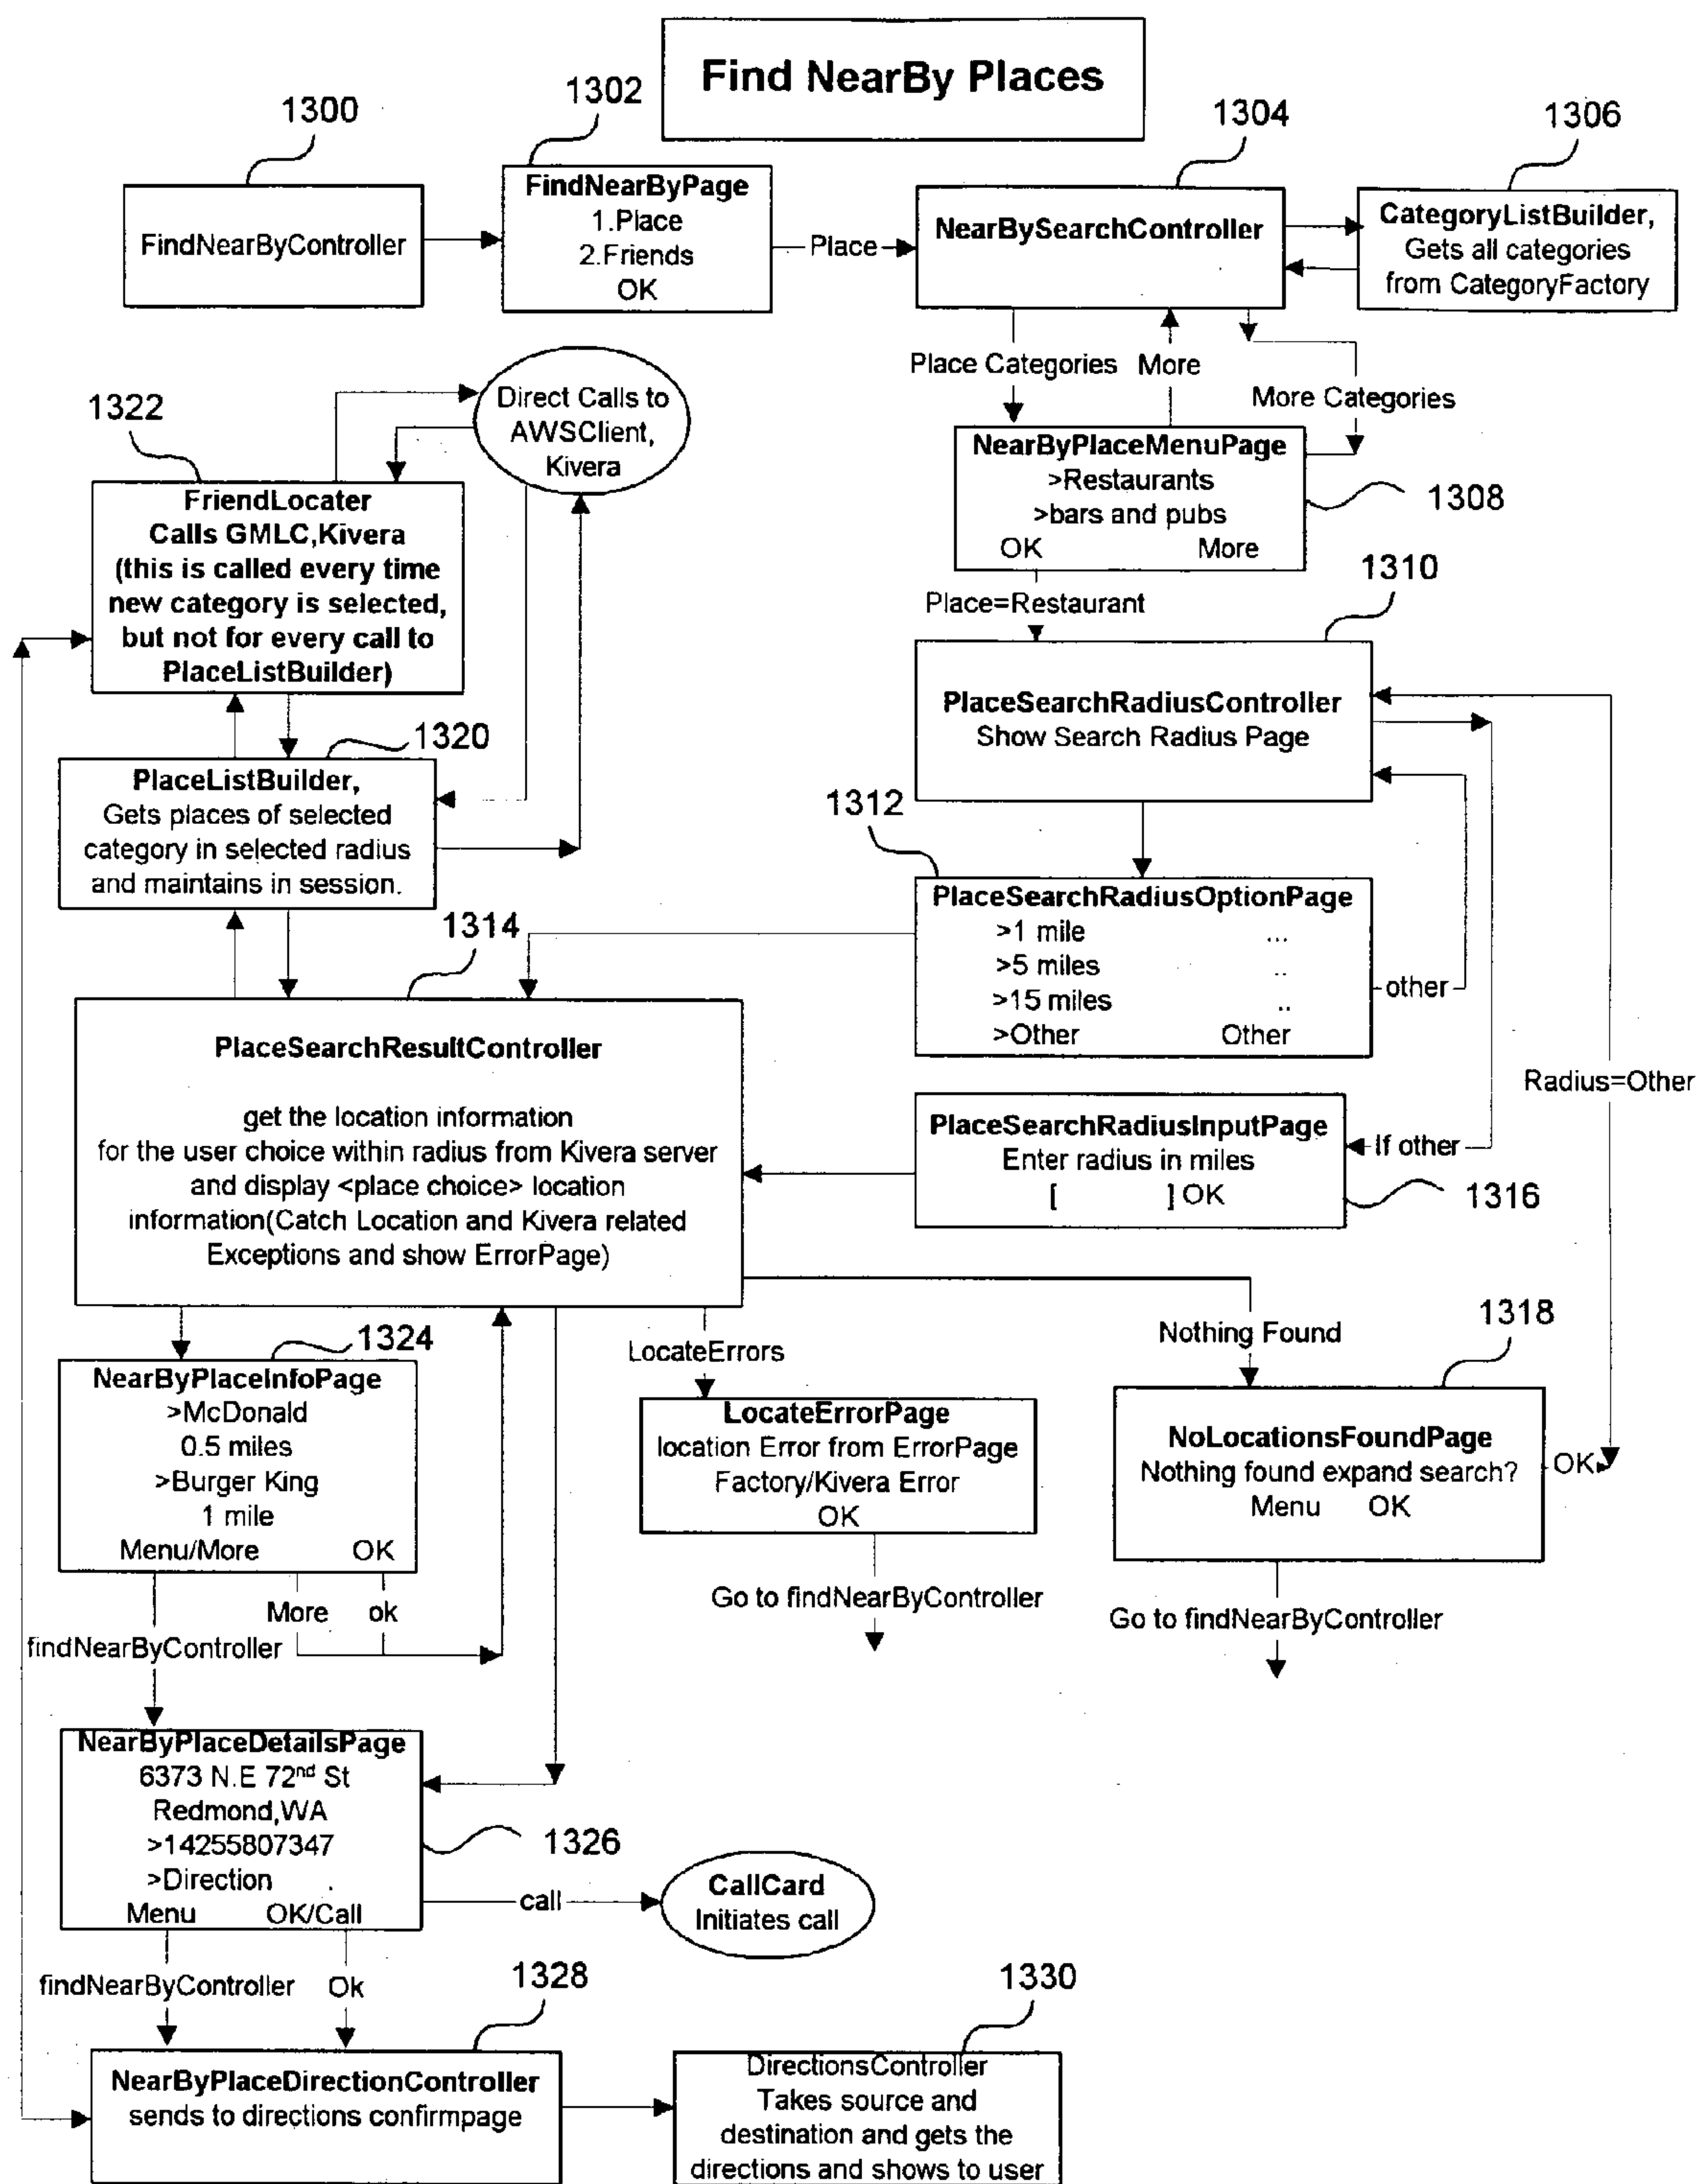 Find NearBy Places
1300
1302
1304
1306
FindNearByController
FindNearByPage
1.Place
2.Friends
OK
Place
NearBySearchController
CategoryListBuilder,
Gets all categories
from CategoryFactory
Place Categories
More
More Categories
Direct Calls to
AWSClient,
Kivera
1322
FriendLocater
Calls GMLC,Kivera
(this is called every time
new category is selected,
but not for every call to
PlaceListBuilder)
NearByPlaceMenuPage
>Restaurants
>bars and pubs
OK More
1308
Place=Restaurant
1310
PlaceSearchRadiusController
Show Search Radius Page
1320
PlaceListBuilder,
Gets places of selected
category in selected radius
and maintains in session.
1312
PlaceSearchRadiusOptionPage
>1 mile ...
>5 miles ..
>15 miles ..
>Other Other
other
Radius=Other
1314
PlaceSearchResultController
get the location information
for the user choice within radius from Kivera server
and display <place choice> location
information(Catch Location and Kivera related
Exceptions and show ErrorPage)
PlaceSearchRadiusInputPage
Enter radius in miles
[ ] OK
If other
1316
1324
NearByPlaceInfoPage
>McDonald
0.5 miles
>Burger King
1 mile
Menu/More OK
LocateErrors
LocateErrorPage
location Error from ErrorPage
Factory/Kivera Error
OK
Go to findNearByController
Nothing Found
1318
NoLocationsFoundPage
Nothing found expand search?
Menu OK
OK
Go to findNearByController
More
ok
findNearByController
NearByPlaceDetailsPage
6373 N.E 72nd St
Redmond,WA
>14255807347
>Direction
Menu OK/Call
1326
call
CallCard
Initiates call
findNearByController
Ok
1328
NearByPlaceDirectionController
sends to directions confirmpage
1330
DirectionsController
Takes source and
destination and gets the
directions and shows to user